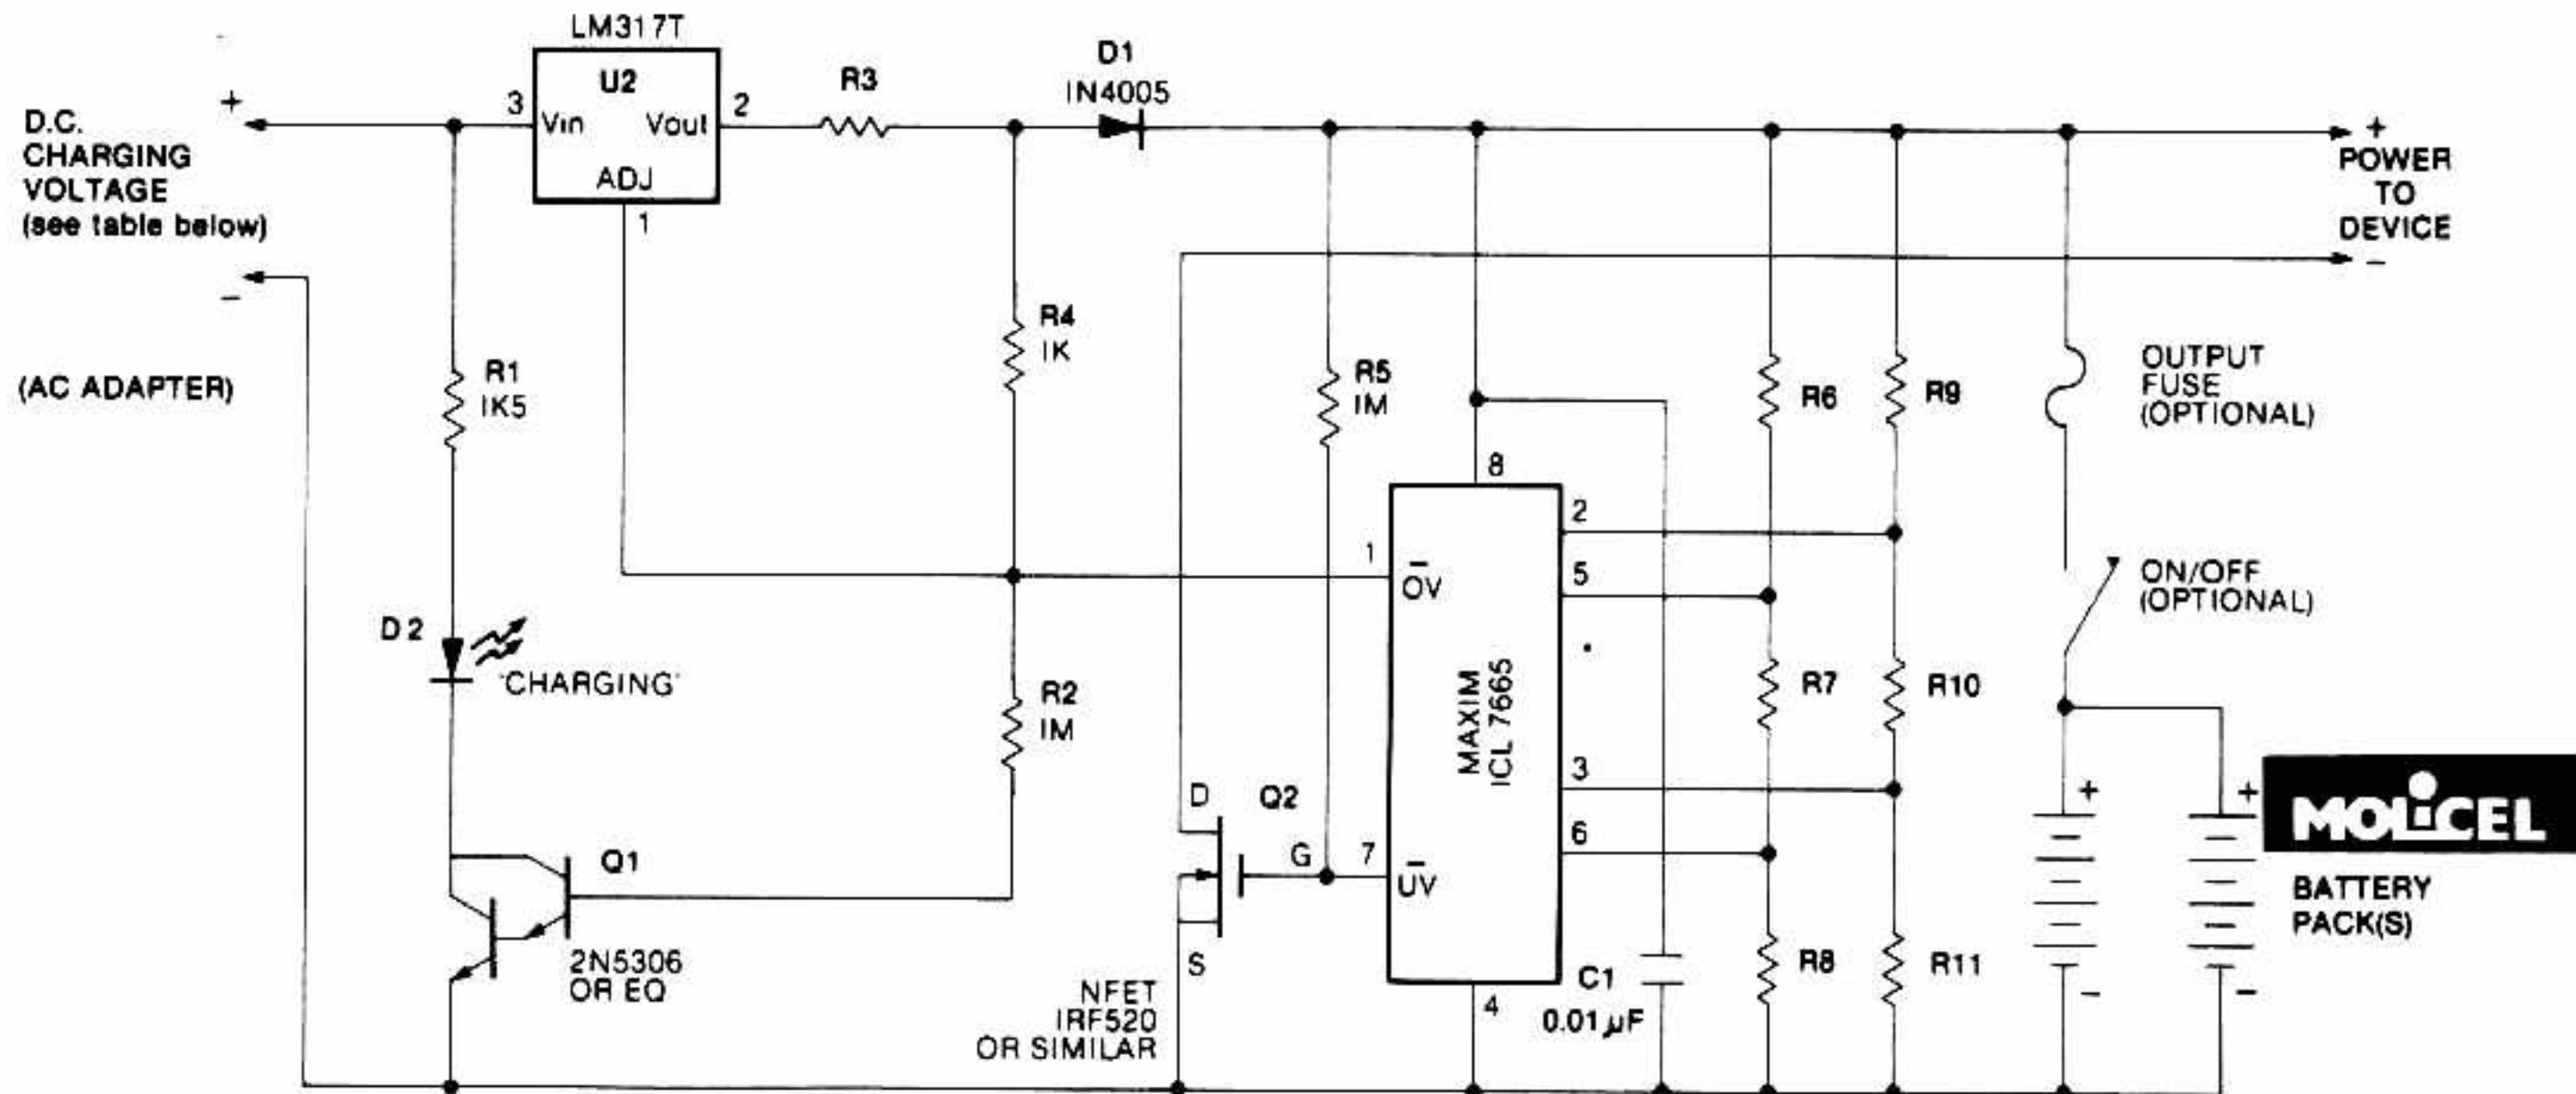 LM317T
U2
3
Vin
Vout
2
ADJ
1
R3
D1
IN4005
+
D.C.
CHARGING
VOLTAGE
(see table below)
–
(AC ADAPTER)
+
POWER
TO
DEVICE
–
R1
IK5
R4
IK
R5
IM
R6
R9
OUTPUT
FUSE
(OPTIONAL)
8
2
1
OV
5
ON/OFF
(OPTIONAL)
D2
"CHARGING"
R2
IM
MAXIM
ICL 7665
R7
R10
3
6
D
Q2
G
7
UV
S
Q1
2N5306
OR EQ
NFET
IRF520
OR SIMILAR
4
C1
0.01 µF
R8
R11
+
–
+
–
MOLiCEL
BATTERY
PACK(S)